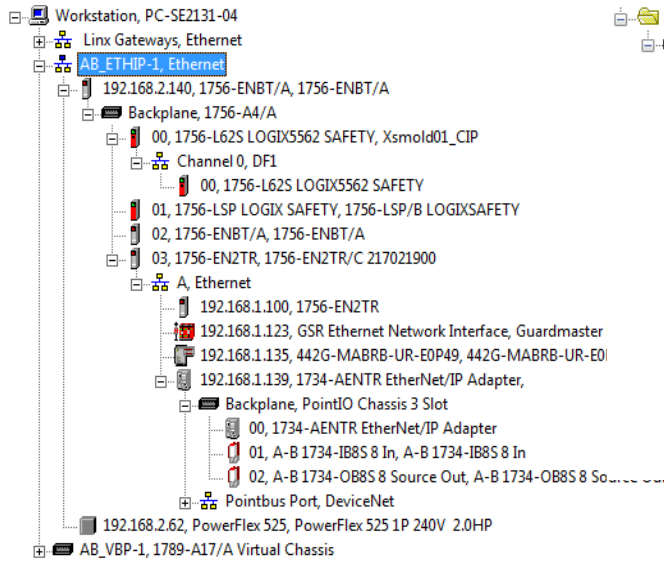 Workstation, PC-SE2131-04
Linx Gateways, Ethernet
AB_ETHIP-1, Ethernet
192.168.2.140, 1756-ENBT/A, 1756-ENBT/A
Backplane, 1756-A4/A
00, 1756-L62S LOGIX5562 SAFETY, Xsmold01_CIP
Channel 0, DF1
00, 1756-L62S LOGIX5562 SAFETY
01, 1756-LSP LOGIX SAFETY, 1756-LSP/B LOGIXSAFETY
02, 1756-ENBT/A, 1756-ENBT/A
03, 1756-EN2TR, 1756-EN2TR/C 217021900
A, Ethernet
192.168.1.100, 1756-EN2TR
192.168.1.123, GSR Ethernet Network Interface, Guardmaster
192.168.1.135, 442G-MABRB-UR-E0P49, 442G-MABRB-UR-E0
192.168.1.139, 1734-AENTR EtherNet/IP Adapter,
Backplane, PointIO Chassis 3 Slot
00, 1734-AENTR EtherNet/IP Adapter
01, A-B 1734-IB8S 8 In, A-B 1734-IB8S 8 In
02, A-B 1734-OB8S 8 Source Out, A-B 1734-OB8S 8 Source
Pointbus Port, DeviceNet
192.168.2.62, PowerFlex 525, PowerFlex 525 1P 240V 2.0HP
AB_VBP-1, 1789-A17/A Virtual Chassis